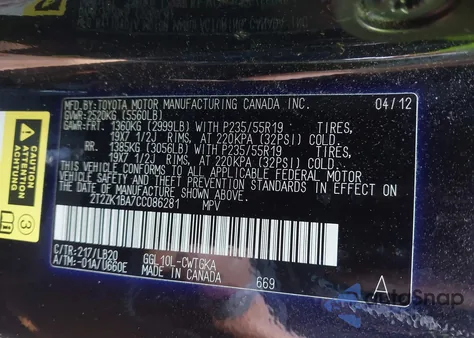 MFD. BY: TOYOTA MOTOR MANUFACTURING CANADA INC. 04/12
GVWR: 2520KG (5560LB)
GAWR: FRT. 1360KG (2999LB) WITH P235/55R19 TIRES,
19X7 1/2J RIMS, AT 220KPA (32PSI) COLD.
RR. 1385KG (3056LB) WITH P235/55R19 TIRES,
19X7 1/2J RIMS, AT 220KPA (32PSI) COLD.
THIS VEHICLE CONFORMS TO ALL APPLICABLE FEDERAL MOTOR
VEHICLE SAFETY AND THEFT PREVENTION STANDARDS IN EFFECT ON
THE DATE OF MANUFACTURE SHOWN ABOVE.
2T2ZK1BA7CC086281 MPV
C/TR: 217/LB20 GGL10L-CWTGKA
A/TM: -01A/U660E MADE IN CANADA 669 A
ATTENTION
ACHTUNG
3
AutoSnap